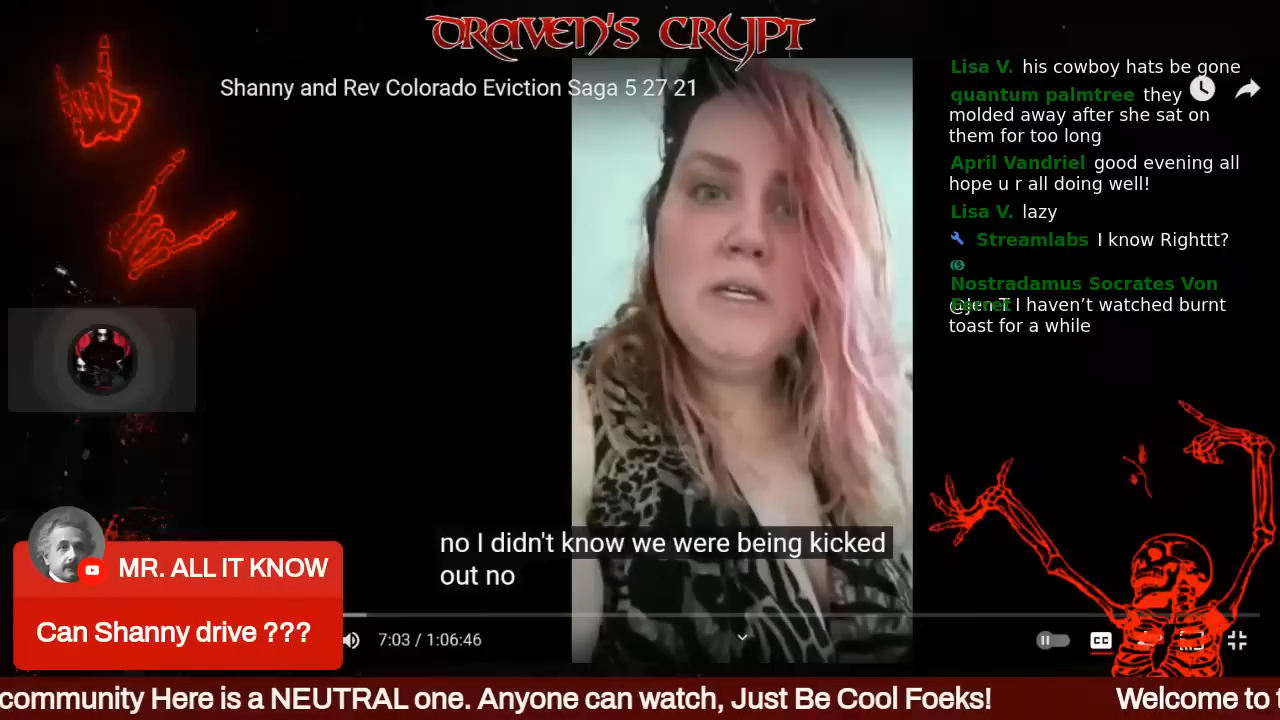 DRAVEN'S CRYPT
Shanny and Rev Colorado Eviction Saga 5 27 21
Lisa V. his cowboy hats be gone
quantum palmtree they
molded away after she sat on
them for too long
April Vandriel good evening all
hope u r all doing well!
Lisa V. lazy
Streamlabs I know Righttt?
Nostradamus Socrates Von
Ferret
@Jen T I haven't watched burnt
toast for a while
no I didn't know we were being kicked
out no
MR. ALL IT KNOW
Can Shanny drive ???
7:03 / 1:06:46
CC
community Here is a NEUTRAL one. Anyone can watch, Just Be Cool Foeks!
Welcome to